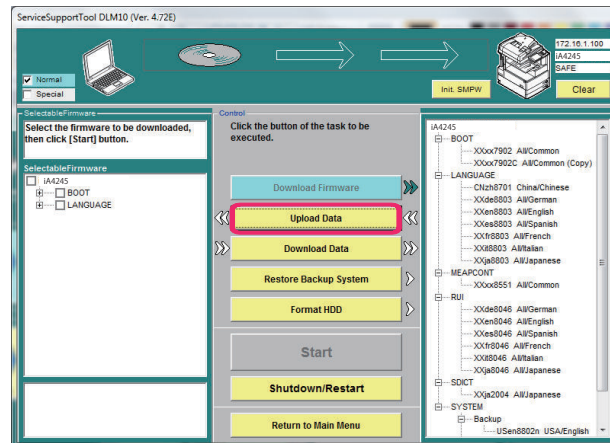 ServiceSupportTool DLM10 (Ver. 4.72E)
172.16.1.100
iA4245
SAFE
Normal
Special
Init. SMPW
Clear
SelectableFirmware
Select the firmware to be downloaded,
then click [Start] button.
SelectableFirmware
iA4245
BOOT
LANGUAGE
Control
Click the button of the task to be
executed.
Download Firmware
Upload Data
Download Data
Restore Backup System
Format HDD
Start
Shutdown/Restart
Return to Main Menu
iA4245
BOOT
XXxx7902 All/Common
XXxx7902C All/Common (Copy)
LANGUAGE
CNzh8701 China/Chinese
XXde8803 All/German
XXen8803 All/English
XXes8803 All/Spanish
XXfr8803 All/French
XXit8803 All/Italian
XXja8803 All/Japanese
MEAPCONT
XXxx8551 All/Common
RUI
XXde8046 All/German
XXen8046 All/English
XXes8046 All/Spanish
XXfr8046 All/French
XXit8046 All/Italian
XXja8046 All/Japanese
SDICT
XXja2004 All/Japanese
SYSTEM
Backup
USen8802n USA/English